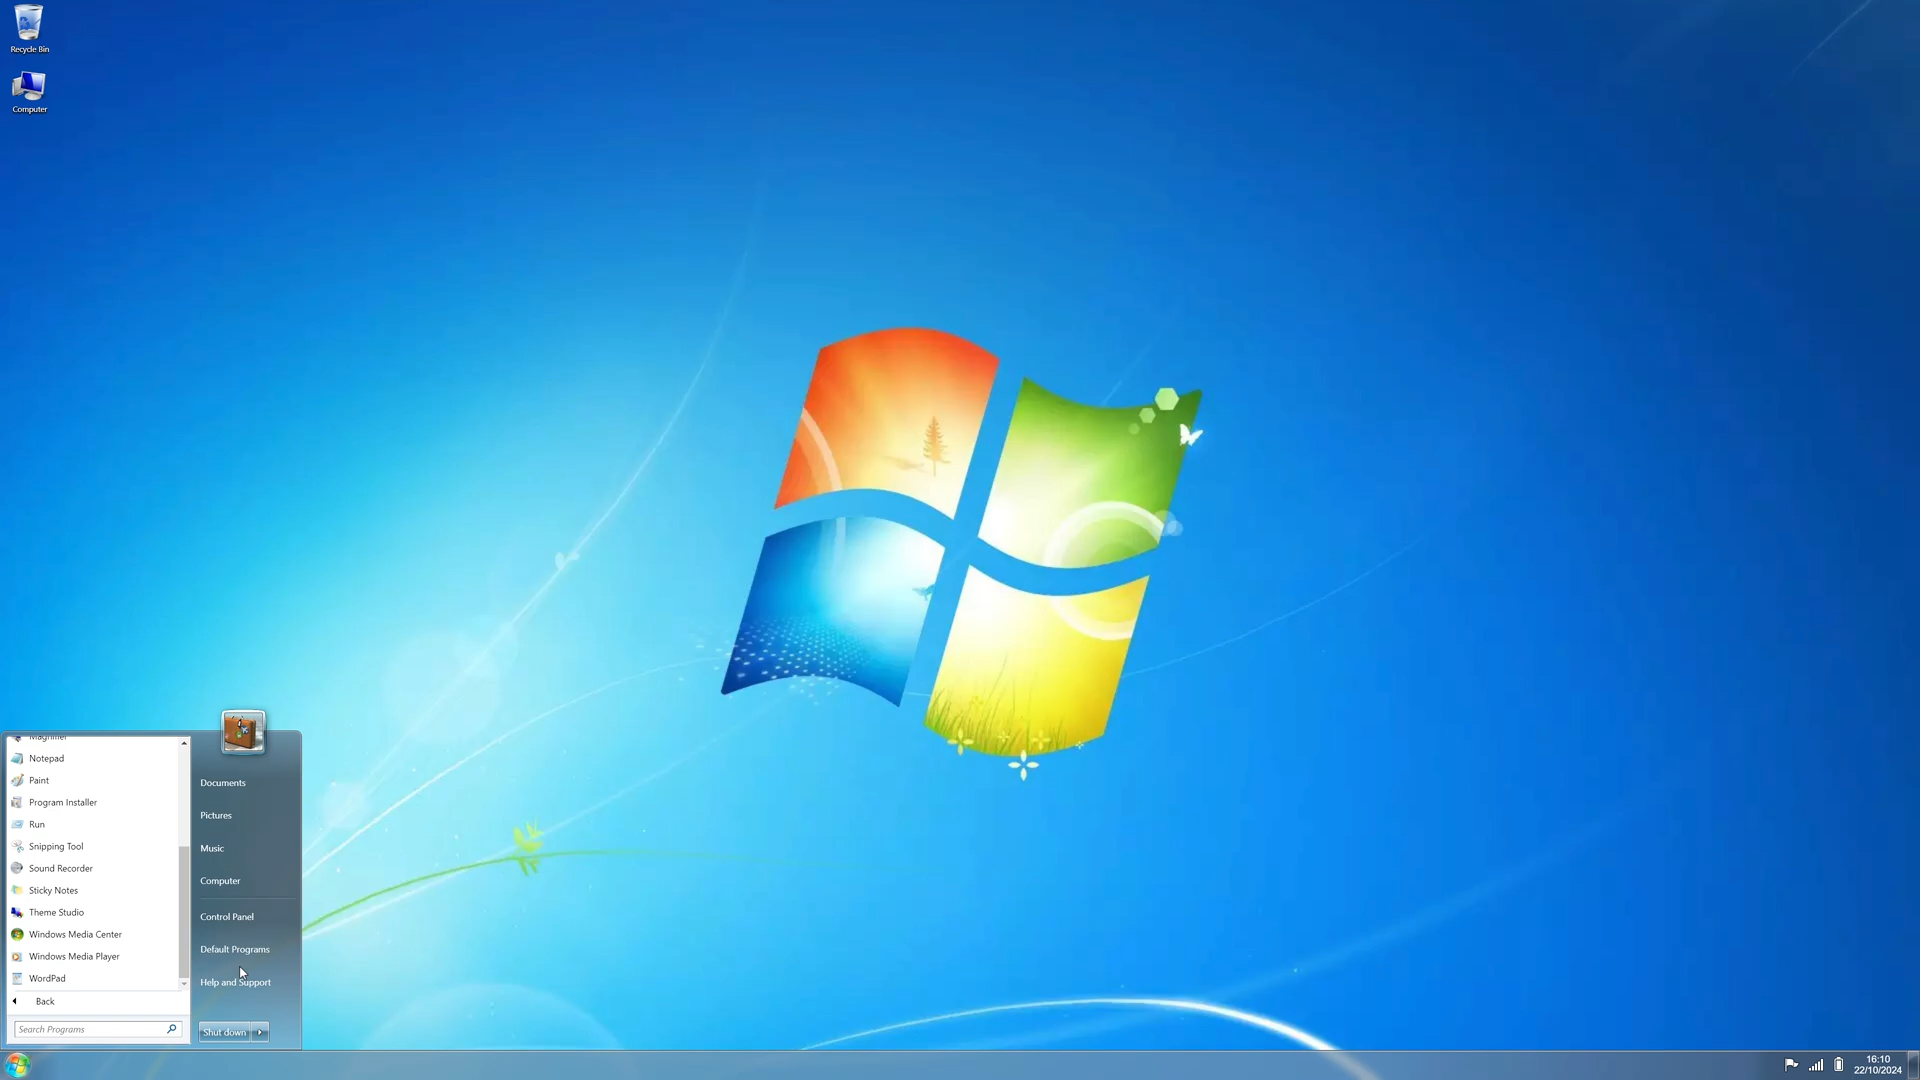 Recycle Bin
Computer
Magnifier
Notepad
Paint
Program Installer
Run
Snipping Tool
Sound Recorder
Sticky Notes
Theme Studio
Windows Media Center
Windows Media Player
WordPad
Back
Search Programs
Documents
Pictures
Music
Computer
Control Panel
Default Programs
Help and Support
Shut down
16:10
22/10/2024